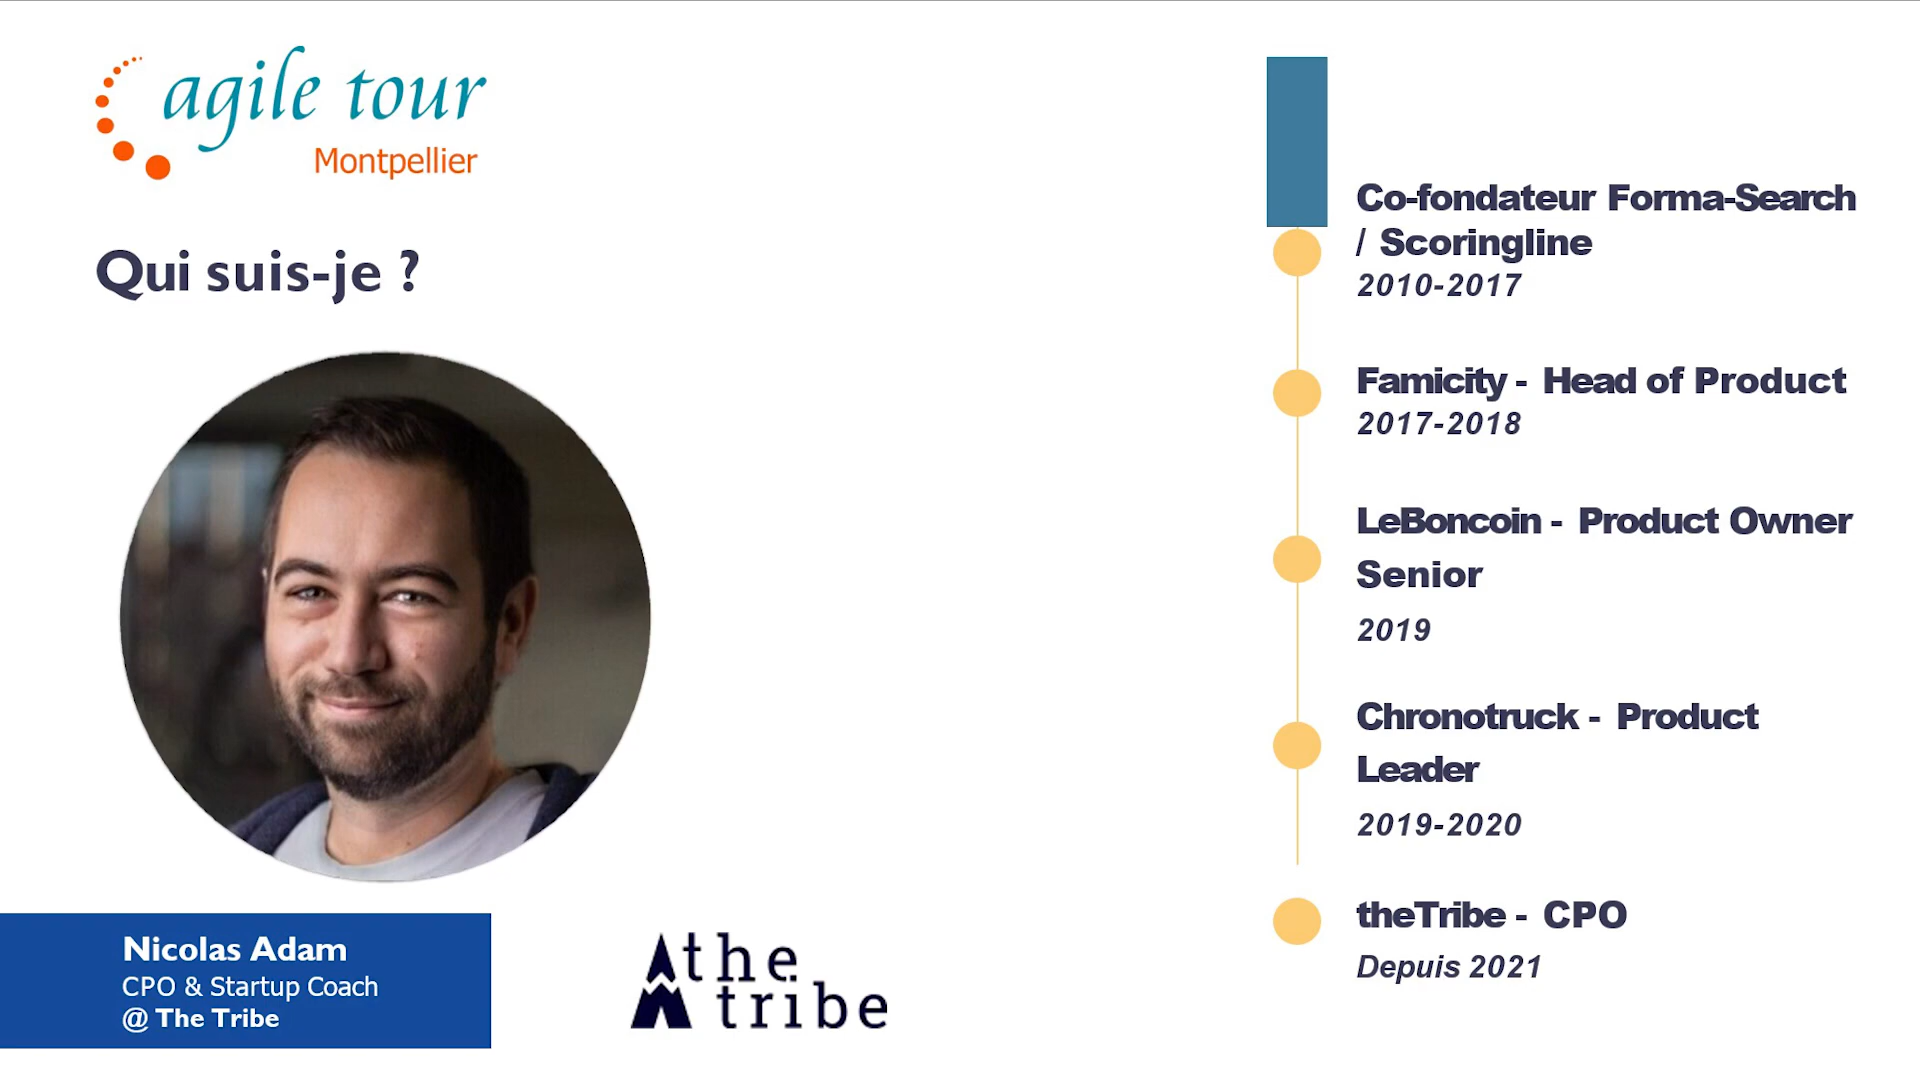 agile tour
Montpellier
Qui suis-je ?
Nicolas Adam
CPO & Startup Coach
@ The Tribe
the
tribe
Co-fondateur Forma-Search
/ Scoringline
2010-2017
Famicity - Head of Product
2017-2018
LeBoncoin - Product Owner
Senior
2019
Chronotruck - Product
Leader
2019-2020
theTribe - CPO
Depuis 2021